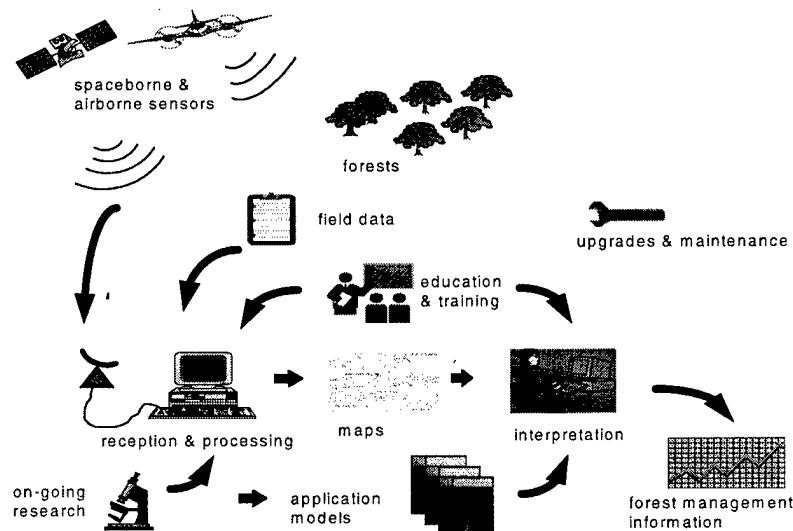 spaceborne &
airborne sensors
forests
field data
upgrades & maintenance
education
& training
reception & processing
maps
interpretation
on-going
research
application
models
forest management
information